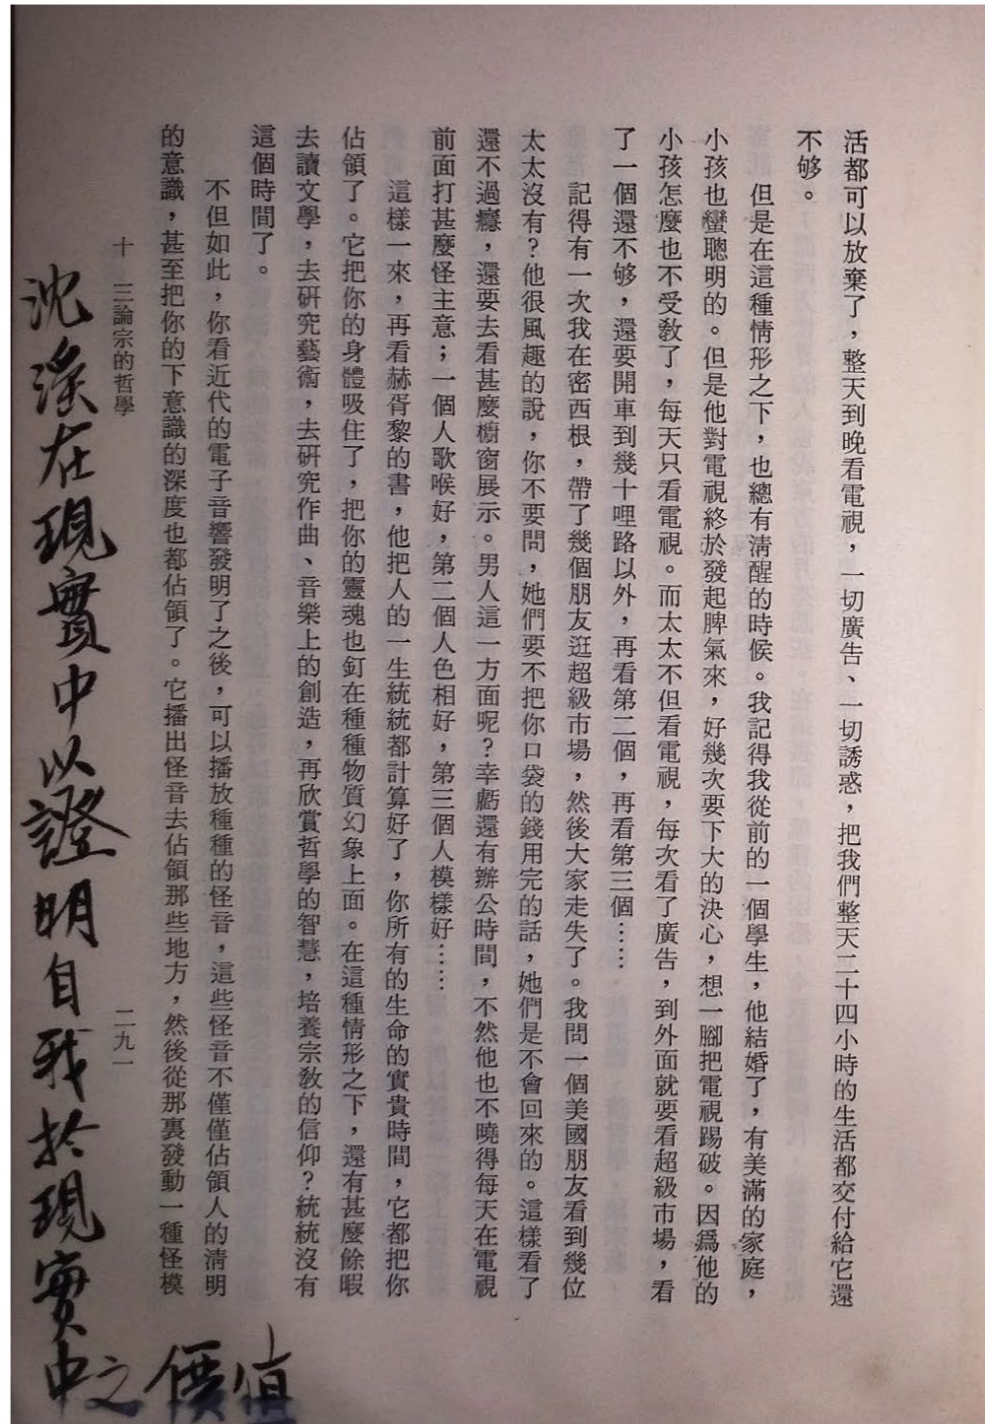 活都可以放棄了，整天到晚看電視，一切廣告、一切誘惑，把我們整天二十四小時的生活都交付給它還
不够。
但是在這種情形之下，也總有清醒的時候。我記得我從前的一個學生，他結婚了，有美滿的家庭，
小孩也蠻聰明的。但是他對電視終於發起脾氣來，好幾次要下大的決心，想一腳把電視踢破。因爲他的
小孩怎麼也不受教了，每天只看電視。而太太不但看電視，每次看了廣告，到外面就要看超級市場，看
了一個還不够，還要開車到幾十哩路以外，再看第二個，再看第三個……
記得有一次我在密西根，帶了幾個朋友逛超級市場，然後大家走失了。我問一個美國朋友看到幾位
太太沒有？他很風趣的說，你不要問，她們要不把你口袋的錢用完的話，她們是不會回來的。這樣看了
還不過癮，還要去看甚麼櫥窗展示。男人這一方面呢？幸虧還有辦公時間，不然他也不曉得每天在電視
前面打甚麼怪主意；一個人歌喉好，第二個人色相好，第三個人模樣好……
這樣一來，再看赫胥黎的書，他把人的一生統統都計算好了，你所有的生命的寶貴時間，它都把你
佔領了。它把你的身體吸住了，把你的靈魂也釘在種種物質幻象上面。在這種情形之下，還有甚麼餘暇
去讀文學，去研究藝術，去研究作曲、音樂上的創造，再欣賞哲學的智慧，培養宗教的信仰？統統沒有
這個時間了。
不但如此，你看近代的電子音響發明了之後，可以播放種種的怪音，這些怪音不僅僅佔領人的清明
的意識，甚至把你的下意識的深度也都佔領了。它播出怪音去佔領那些地方，然後從那裏發動一種怪模
十 三論宗的哲學
二九一
沈溺在現實中以證明自我於現實中之價值